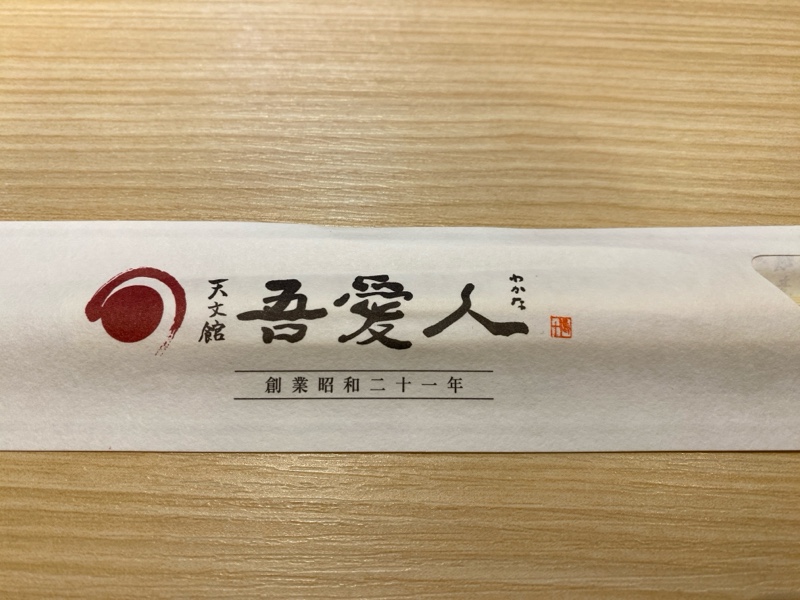 天文館
吾愛人
わかな
創業昭和二十一年